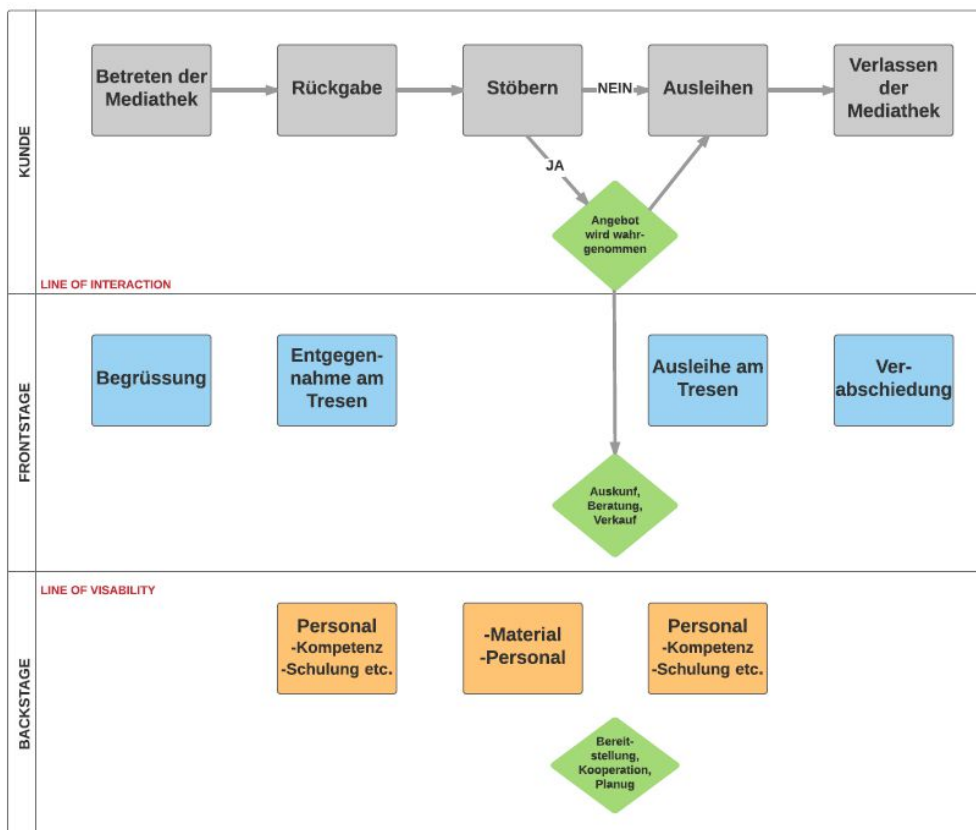 KUNDE
Betreten der
Mediathek
Rückgabe
Stöbern
NEIN
Ausleihen
Verlassen
der
Mediathek
JA
Angebot
wird wahr-
genommen
LINE OF INTERACTION
FRONTSTAGE
Begrüssung
Entgegen-
nahme am
Tresen
Ausleihe am
Tresen
Ver-
abschiedung
Auskunf,
Beratung,
Verkauf
LINE OF VISABILITY
BACKSTAGE
Personal
-Kompetenz
-Schulung etc.
-Material
-Personal
Personal
-Kompetenz
-Schulung etc.
Bereit-
stellung,
Kooperation,
Planug